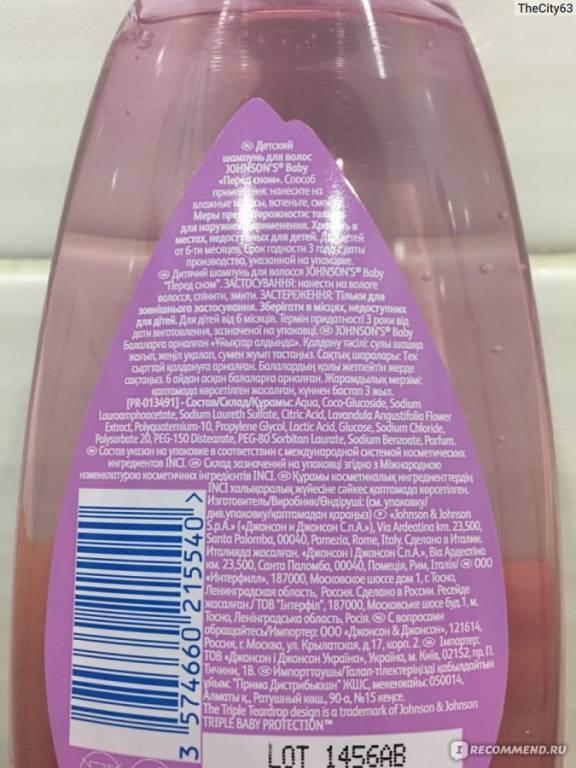 TheCity63
RU Детский
шампунь для волос
JOHNSON'S® Baby
«Перед сном». Способ
применения: нанесите на
влажные волосы, вспеньте,
Меры предосторожности:
для наружного применения. Хранить в
местах, недоступных для детей. Для детей
от 6-ти месяцев. Срок годности 3 года с даты
производства, указанной на упаковке.
UA Дитячий шампунь для волосся JOHNSON'S® Baby
"Перед сном". ЗАСТОСУВАННЯ: нанести на вологе
волосся, спінити, змити. ЗАСТЕРЕЖЕННЯ: Тільки для
зовнішнього застосування. Зберігати в місцях, недоступних
для дітей. Для дітей від 6 місяців. Термін придатності 3 роки від
дати виготовлення, зазначеної на упаковці. JOHNSON'S® Baby
Балаларға арналған «Ұйықтар алдында». Қолдану тәсілі: сулы шашқа
жағып, жеңіл уқалап, сумен жуып тастаңыз. Сақтық шаралары: Тек
сырттай қолдануға арналған. Балалардың қолы жетпейтін жерде
сақтаңыз. 6 айдан асқан балаларға арналған. Жарамдылық мерзімі:
қаптамада көрсетілген жасалған, күннен бастап 3 жыл.
[PR-013491] - Состав/Склад/Құрамы: Aqua, Coco-Glucoside, Sodium
Lauroamphoacetate, Sodium Laureth Sulfate, Citric Acid, Lavandula Angustifolia Flower
Extract, Polyquaternium-10, Propylene Glycol, Lactic Acid, Glucose, Sodium Chloride,
Polysorbate 20, PEG-150 Distearate, PEG-80 Sorbitan Laurate, Sodium Benzoate, Parfum.
Состав указан на упаковке в соответствии с международной системой косметических
ингредиентов INCI. UA Склад зазначений на упаковці згідно з Міжнародною
номенклатурою косметичних інгредієнтів INCI. Құрамы косметикалық ингредиенттердің
INCI халықаралық жүйесіне сәйкес қаптамада көрсетілген.
Изготовитель/Виробник/Өндіруші: (см.упаковку/
див.упаковку/қаптамадан қараңыз) «Johnson & Johnson
S.p.A.» («Джонсон и Джонсон С.п.А.»), Via Ardeatina km. 23,500,
Santa Palomba, 00040, Pomezia, Rome, Italy. Сделано в Италии.
Италияда жасалған. «Джонсон і Джонсон С.п.А.» Віа Ардеатіна
км. 23,500, Санта Паломба, 00040, Помеція, Рим, Італія/ ООО
«Интерфилл», 187000, Московское шоссе дом 1, г. Тосно,
Ленинградская область, Россия. Сделано в России. Ресейде
жасалған./ТОВ "Інтерфіл", 187000, Московське шосе буд.1, м.
Тосно, Ленінградська область, Росія. С вопросами
обращайтесь/Импортер: ООО «Джонсон & Джонсон», 121614,
Россия, г. Москва, ул. Крылатская, д.17, корп. 2. Імпортер:
ТОВ «Джонсон і Джонсон Україна», Україна, м. Київ, 02152, пр. П.
Тичини, 1В. Импорттаушы/Талап-тілектеріңізді қабылдайтын
ұйым: "Прима Дистрибьюшн" ЖШС, мекенжайы: 050014,
Алматы қ., Ратушный көш., 90-а, №15 кеңсе.
The Triple Teardrop design is a trademark of Johnson & Johnson
TRIPLE BABY PROTECTION™
3 574660 215540 >
LOT 1456AB
IRECOMMEND.RU